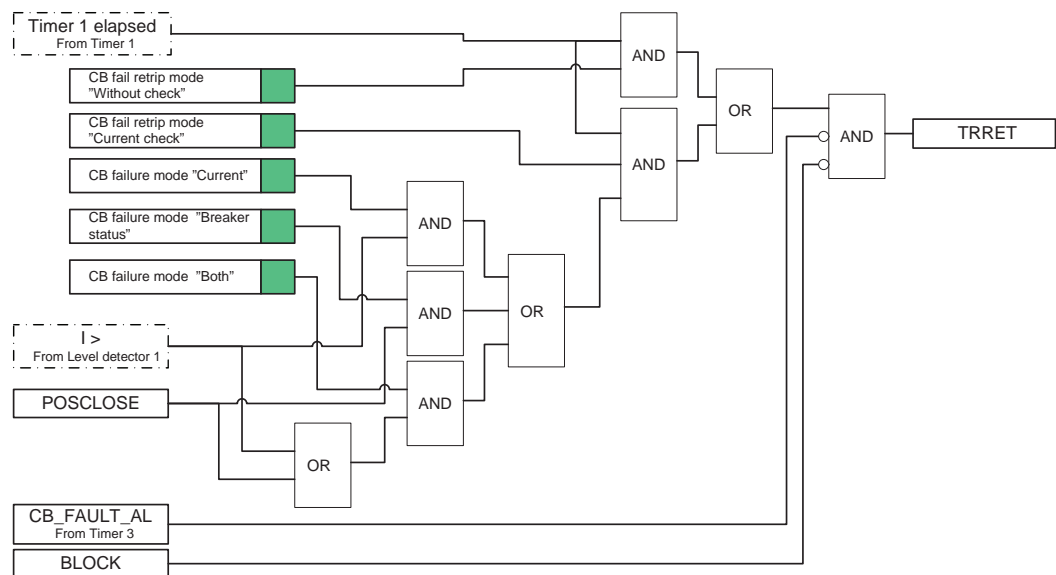 Timer 1 elapsed
From Timer 1
CB fail retrip mode
”Without check”
CB fail retrip mode
”Current check”
CB failure mode ”Current”
CB failure mode ”Breaker
status”
CB failure mode ”Both”
I >
From Level detector 1
POSCLOSE
CB_FAULT_AL
From Timer 3
BLOCK
AND
AND
AND
OR
AND
OR
AND
AND
OR
AND
TRRET